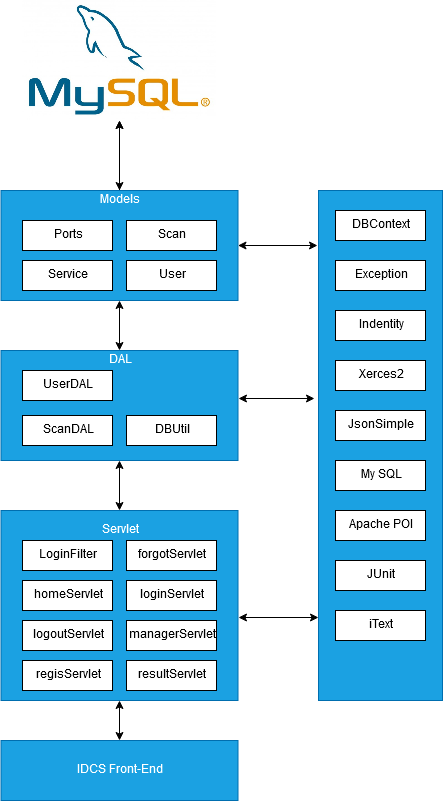 MySQL®
Models
Ports
Scan
Service
User
DAL
UserDAL
ScanDAL
DBUtil
Servlet
LoginFilter
forgotServlet
homeServlet
loginServlet
logoutServlet
managerServlet
regisServlet
resultServlet
IDCS Front-End
DBContext
Exception
Indentity
Xerces2
JsonSimple
My SQL
Apache POI
JUnit
iText